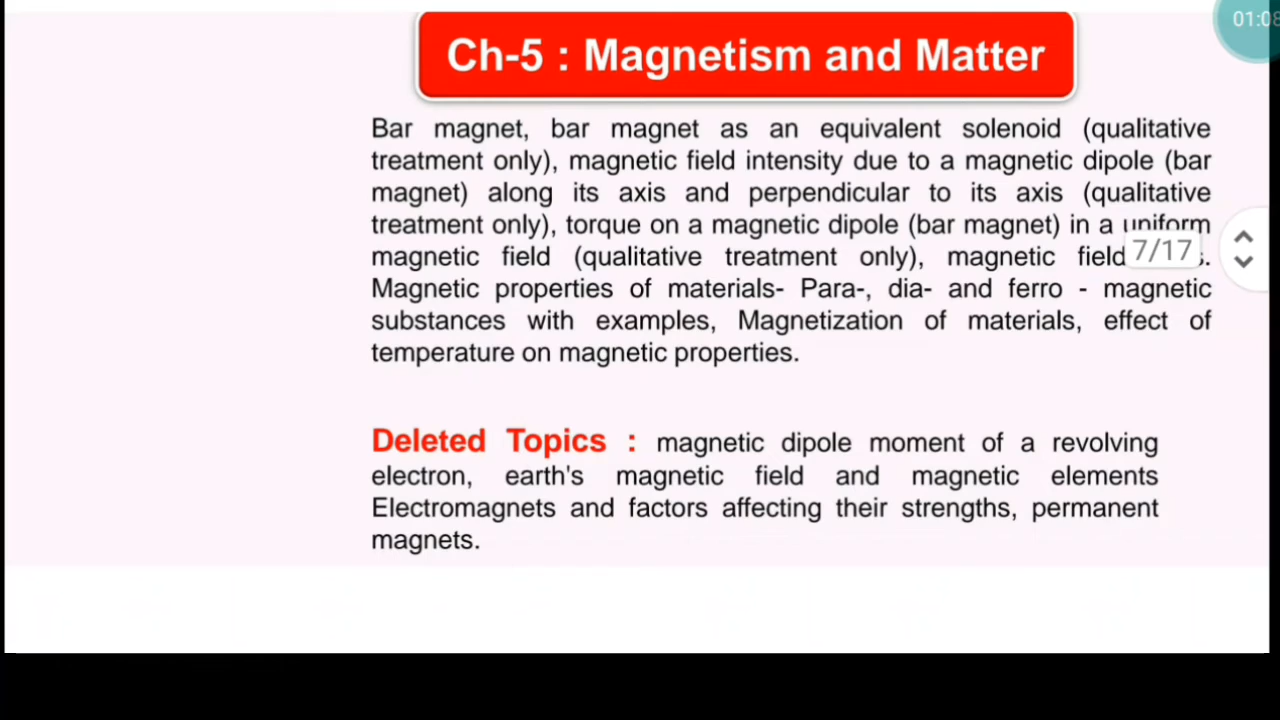 01:08
Ch-5 : Magnetism and Matter
Bar magnet, bar magnet as an equivalent solenoid (qualitative
treatment only), magnetic field intensity due to a magnetic dipole (bar
magnet) along its axis and perpendicular to its axis (qualitative
treatment only), torque on a magnetic dipole (bar magnet) in a uniform
magnetic field (qualitative treatment only), magnetic field
7/17
Magnetic properties of materials- Para-, dia- and ferro - magnetic
substances with examples, Magnetization of materials, effect of
temperature on magnetic properties.
Deleted Topics : magnetic dipole moment of a revolving
electron, earth's magnetic field and magnetic elements
Electromagnets and factors affecting their strengths, permanent
magnets.